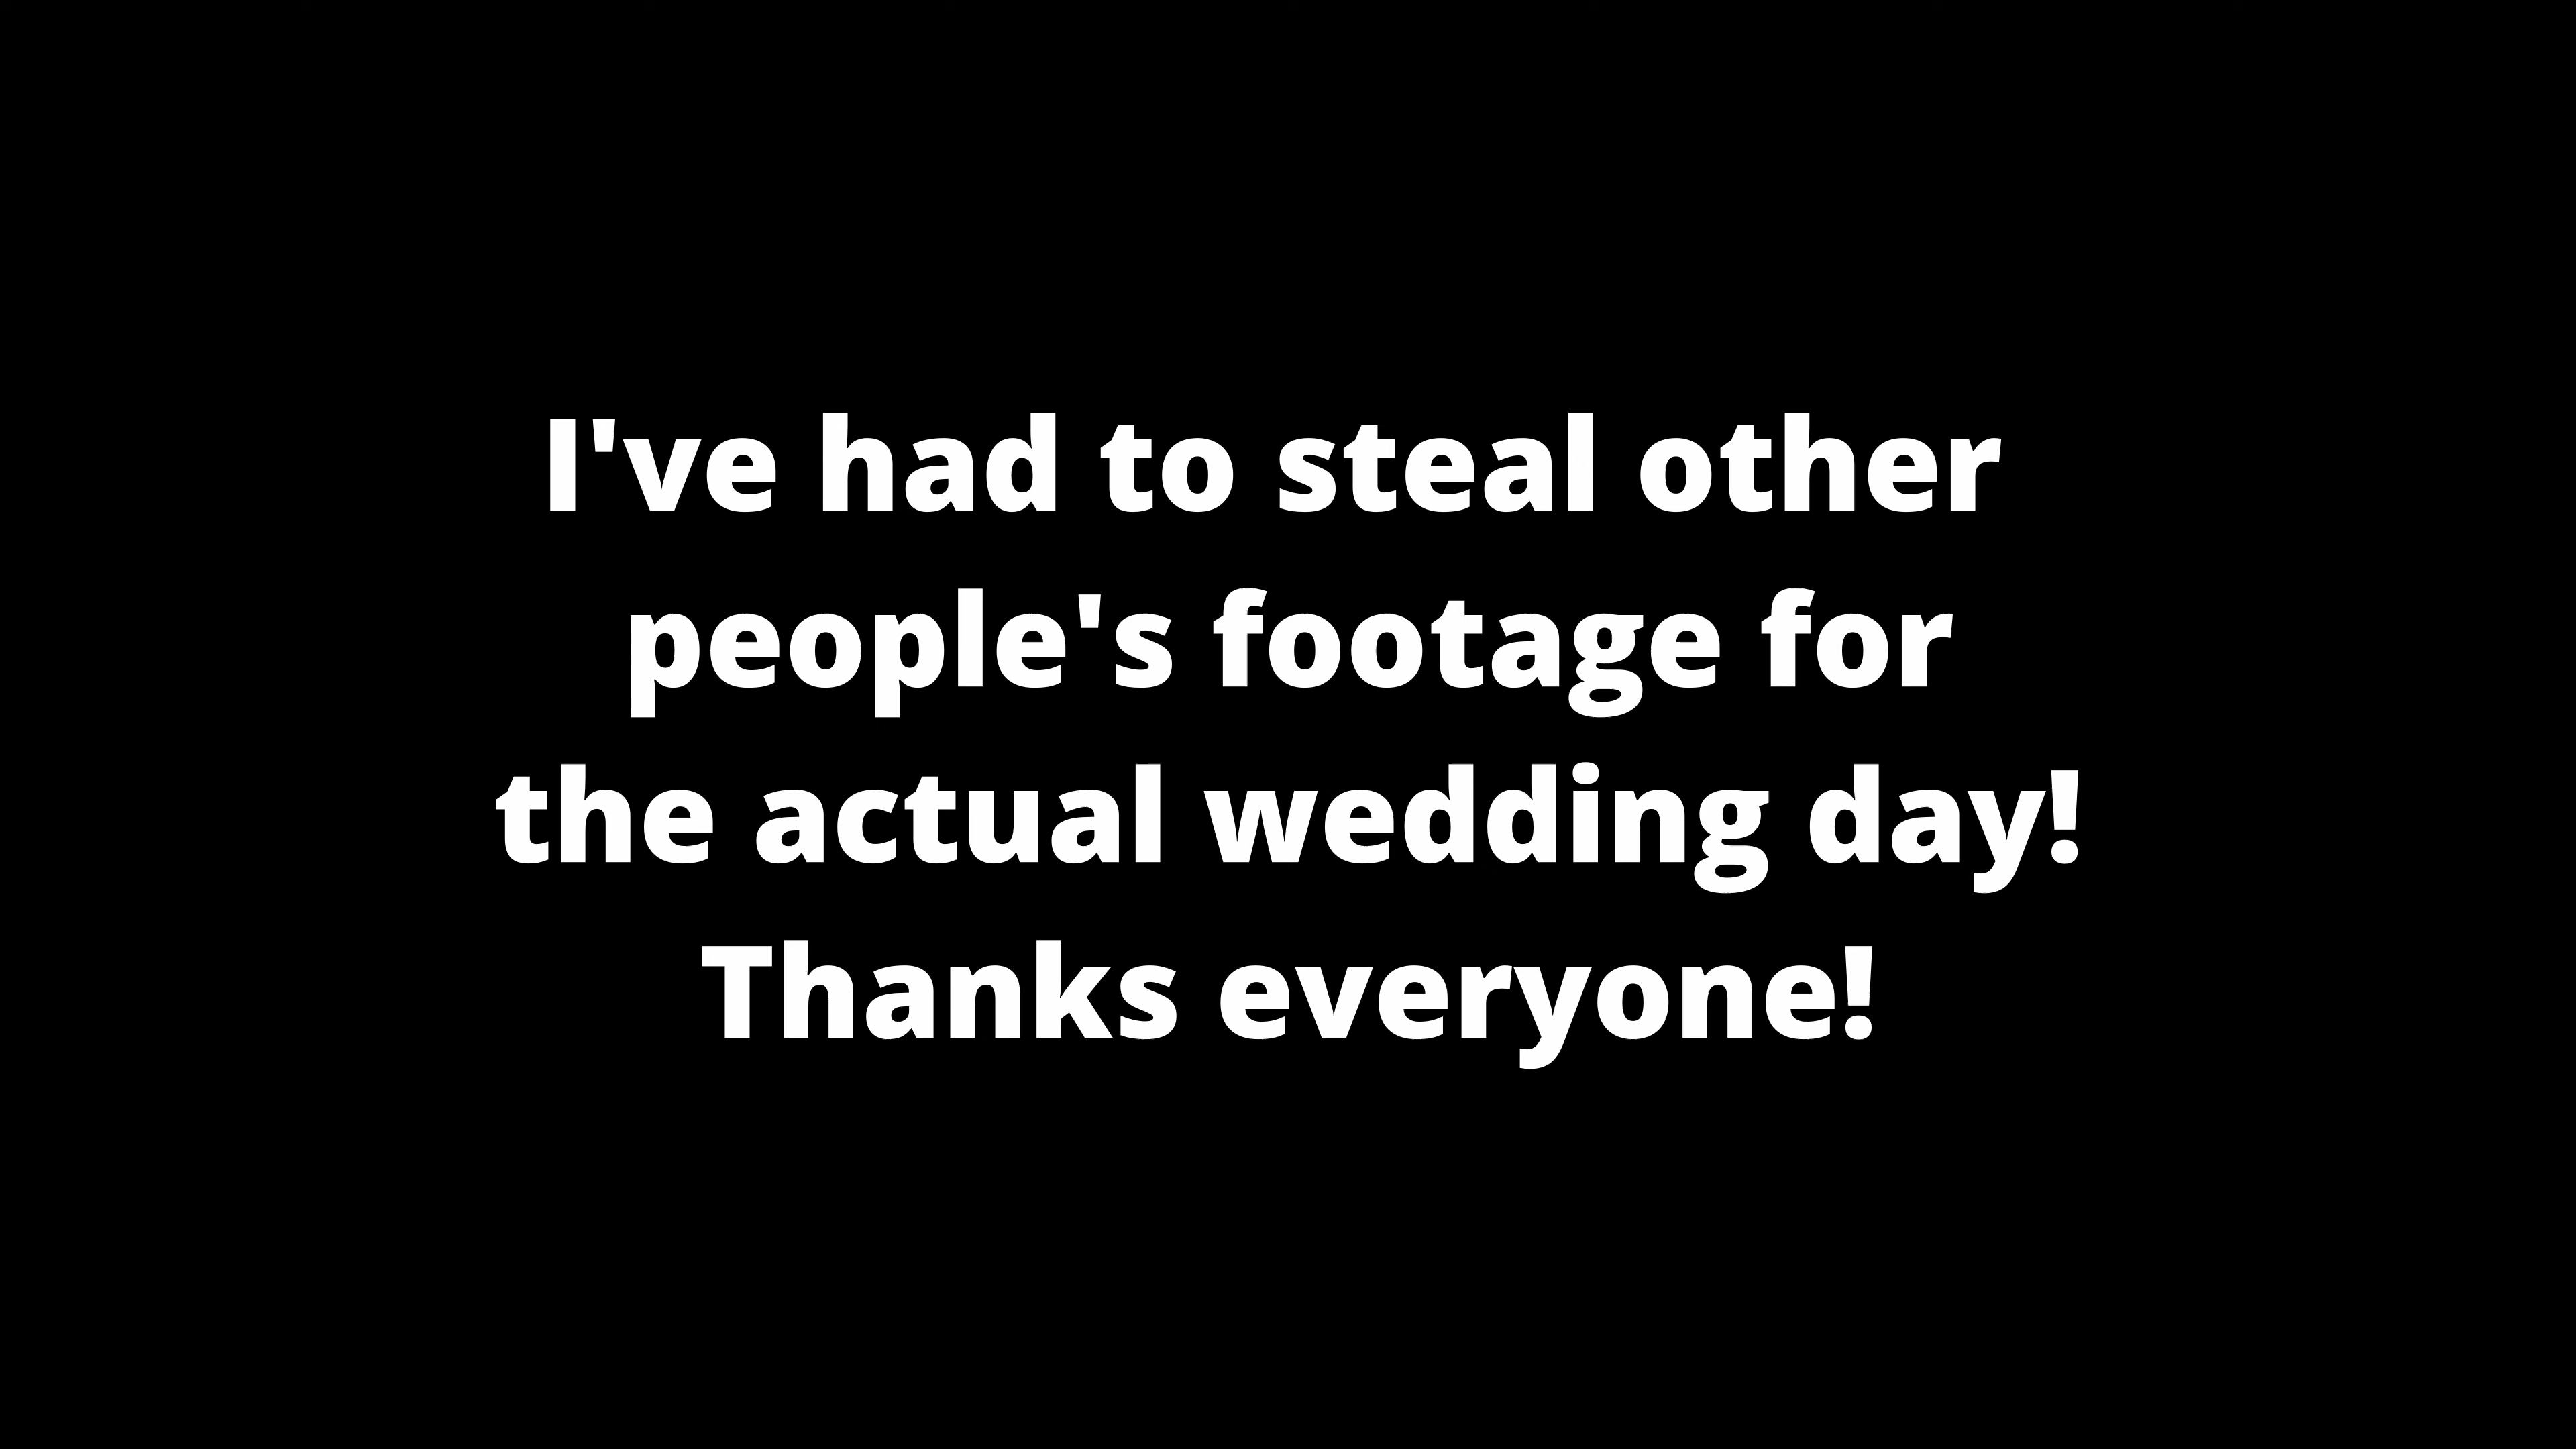 I've had to steal other
people's footage for
the actual wedding day!
Thanks everyone!